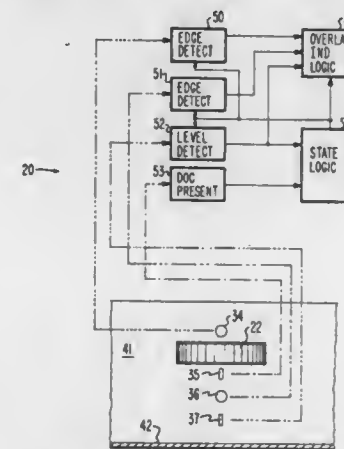 50
EDGE
DETECT
OVERLA
IND
LOGIC
51
EDGE
DETECT
52
LEVEL
DETECT
53
DOC
PRESENT
STATE
LOGIC
20
34
41
22
35
36
37
42